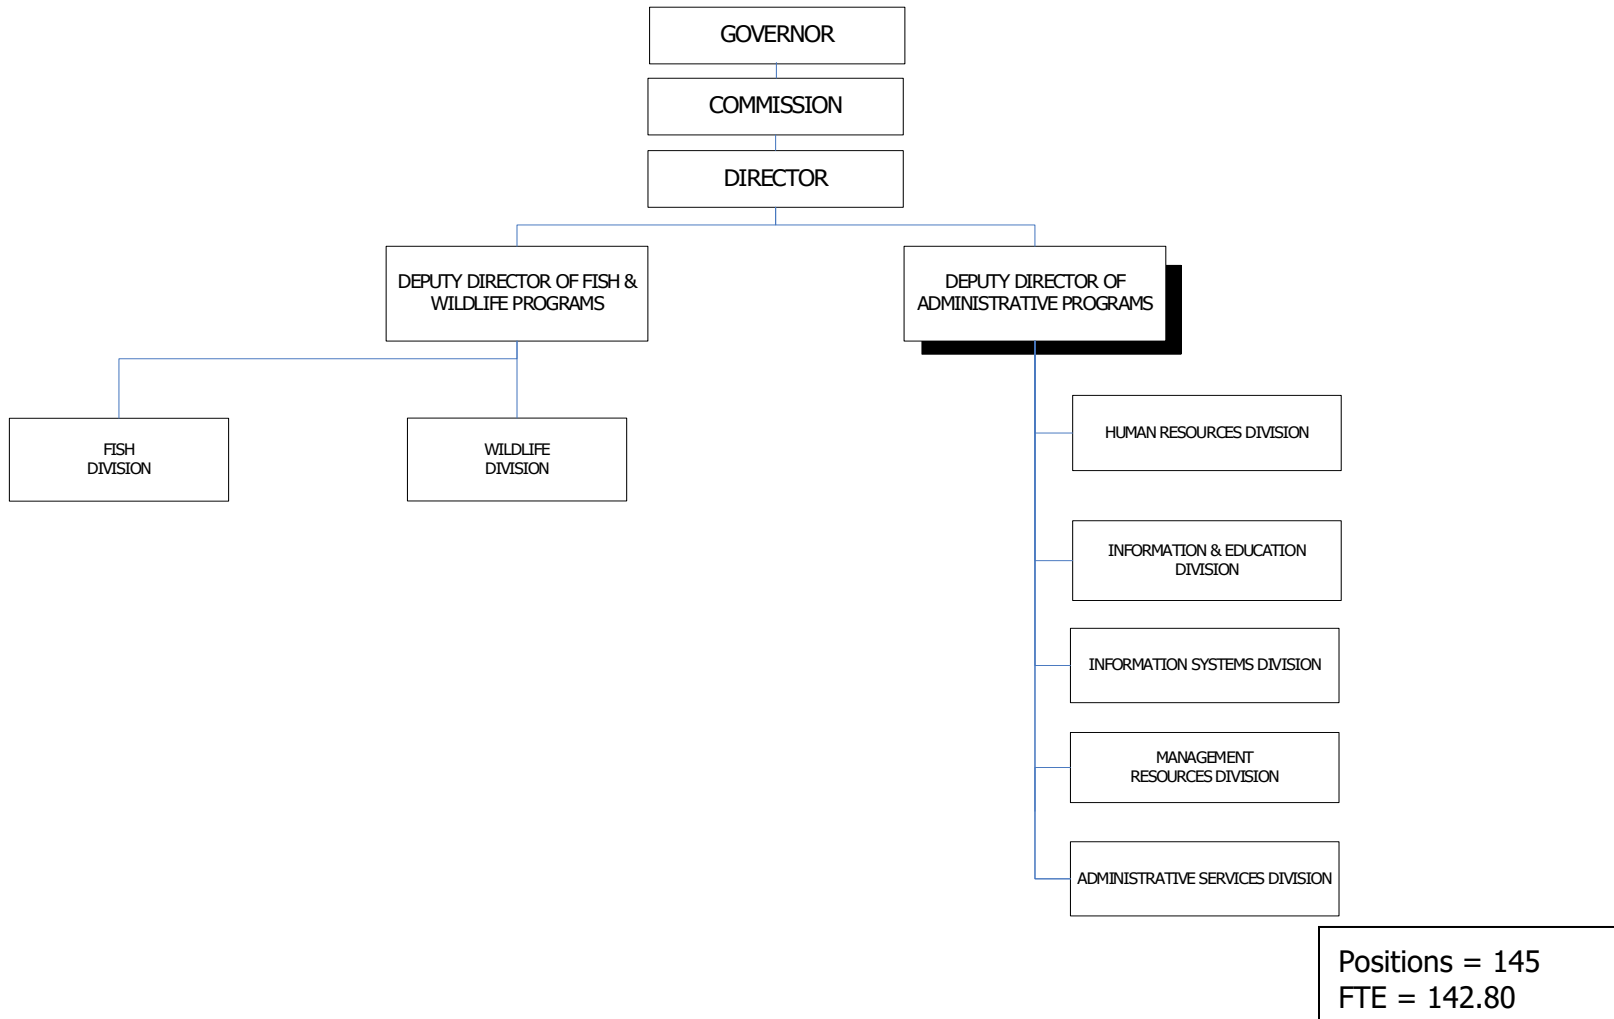 GOVERNOR
COMMISSION
DIRECTOR
DEPUTY DIRECTOR OF FISH &
WILDLIFE PROGRAMS
DEPUTY DIRECTOR OF
ADMINISTRATIVE PROGRAMS
FISH
DIVISION
WILDLIFE
DIVISION
HUMAN RESOURCES DIVISION
INFORMATION & EDUCATION
DIVISION
INFORMATION SYSTEMS DIVISION
MANAGEMENT
RESOURCES DIVISION
ADMINISTRATIVE SERVICES DIVISION
Positions = 145
FTE = 142.80